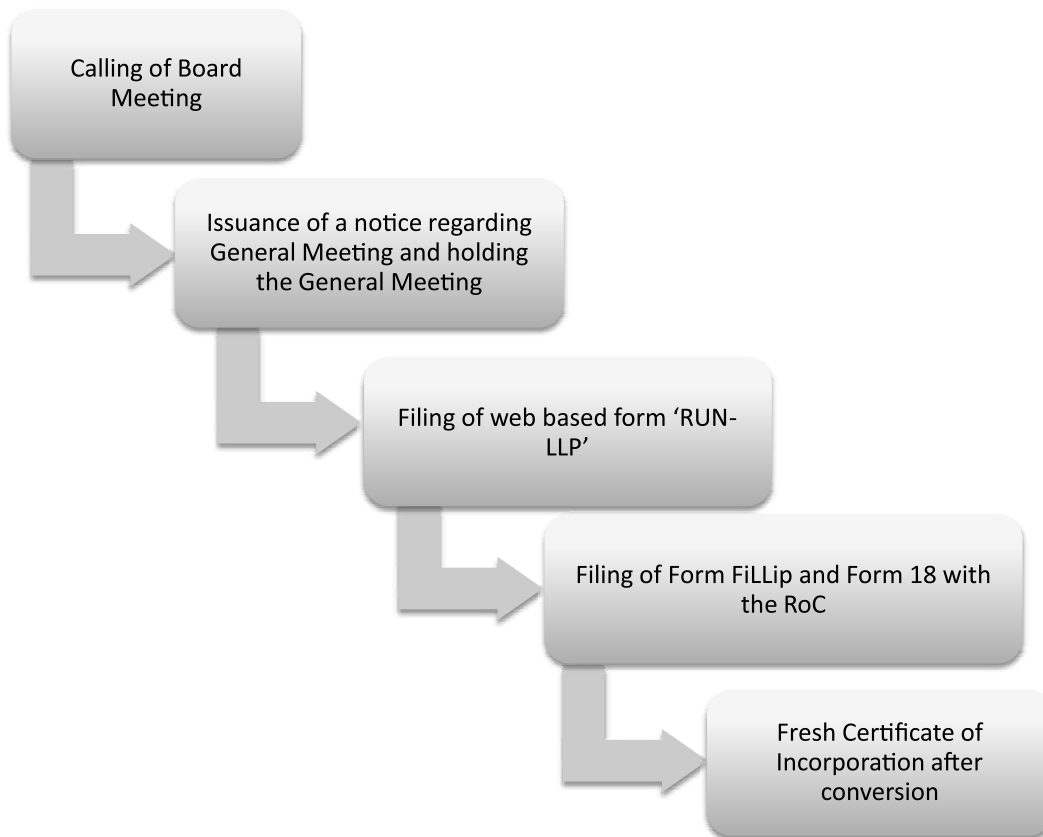 Calling of Board
Meeting
Issuance of a notice regarding
General Meeting and holding
the General Meeting
Filing of web based form ‘RUN-
LLP’
Filing of Form FiLLip and Form 18 with
the RoC
Fresh Certificate of
Incorporation after
conversion